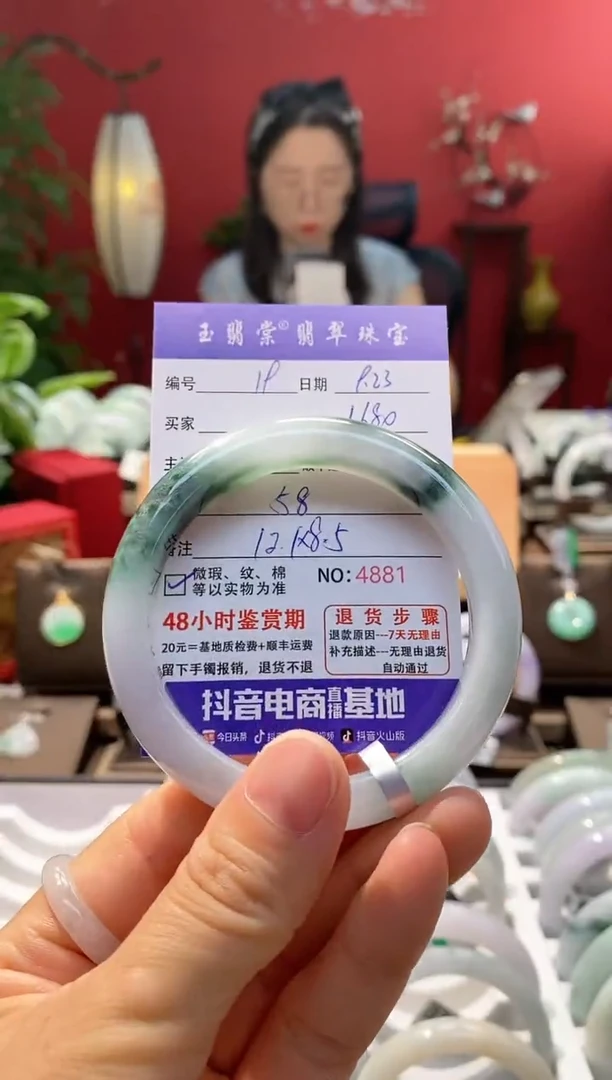 玉翡棠©翡翠珠宝
编号 19 日期 9.23
买家 1680
58
备注 12.1×8.5
微瑕、纹、棉
等以实物为准
NO:4881
48小时鉴赏期
20元=基地质检费+顺丰运费
留下手镯报销，退货不退
退货步骤
退款原因---7天无理由
补充描述---无理由退货
自动通过
抖音电商直播基地
今日头条 抖音火山版